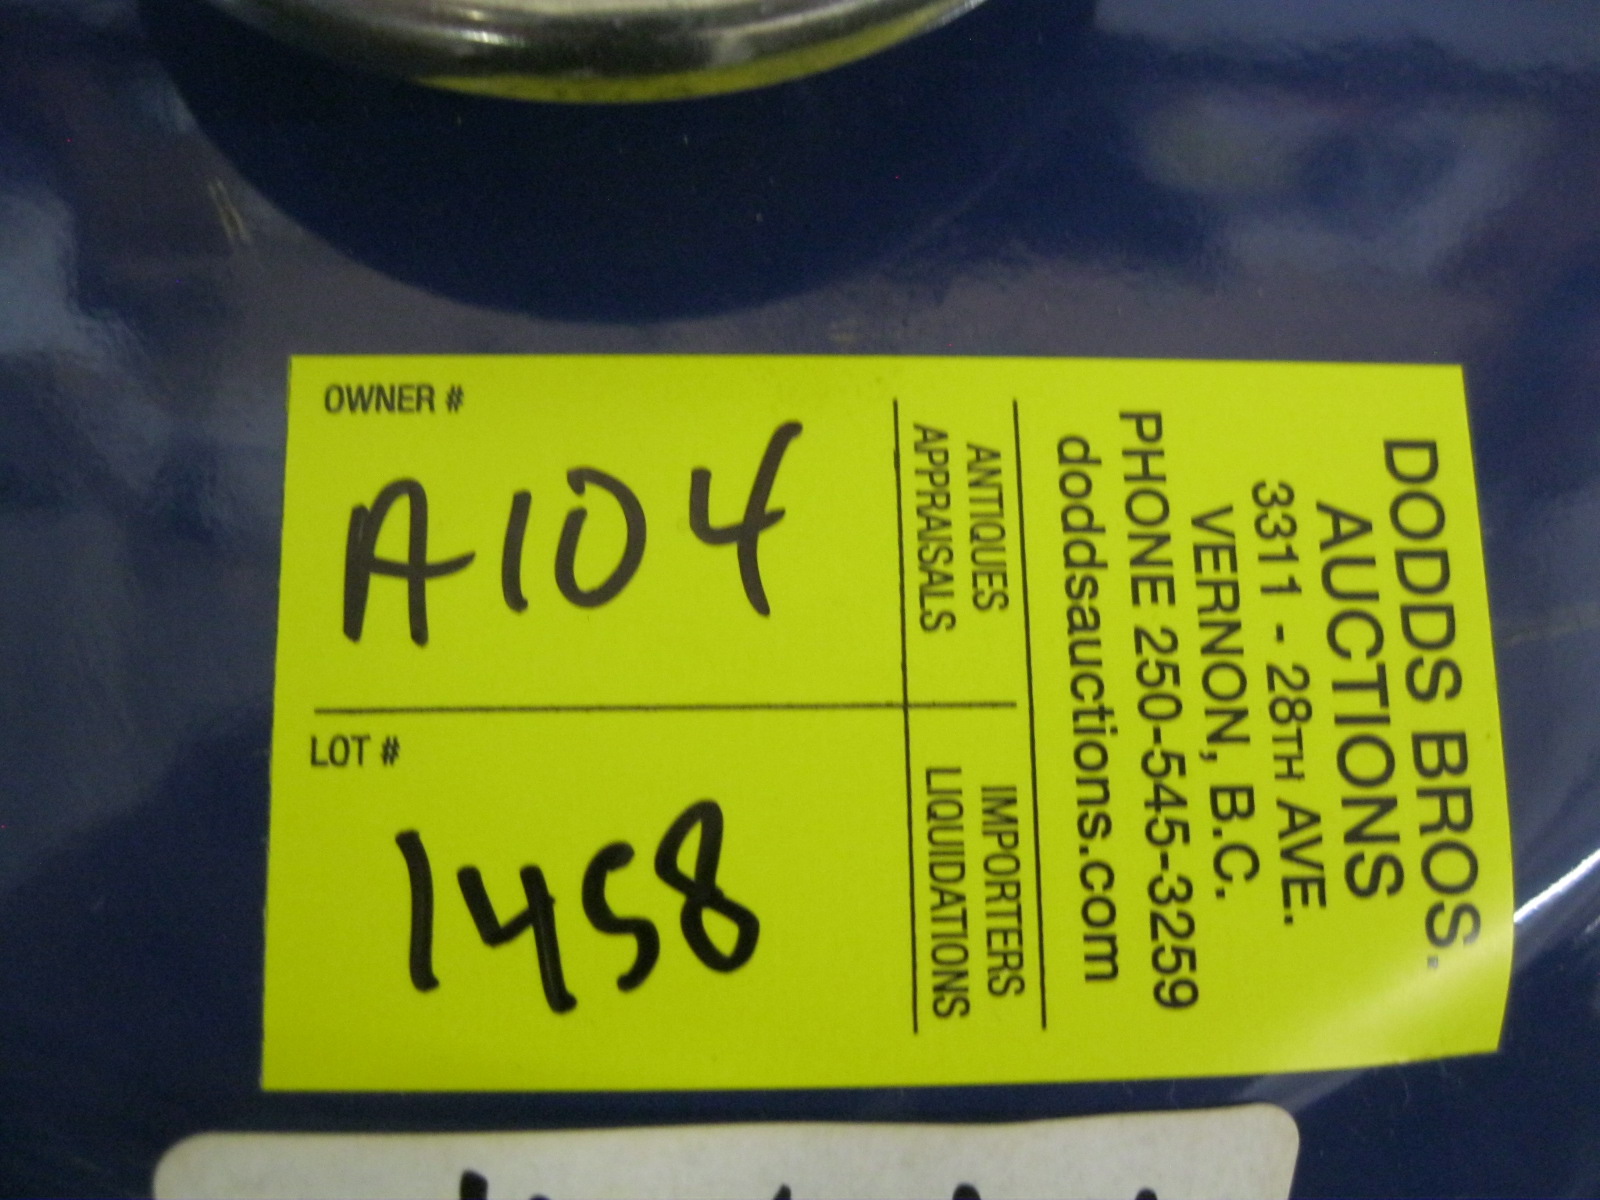 DODDS BROS.
AUCTIONS
3311 - 28TH AVE.
VERNON, B.C.
PHONE 250-545-3259
doddsauctions.com
ANTIQUES IMPORTERS
APPRAISALS LIQUIDATIONS
OWNER #
A104
LOT #
1458